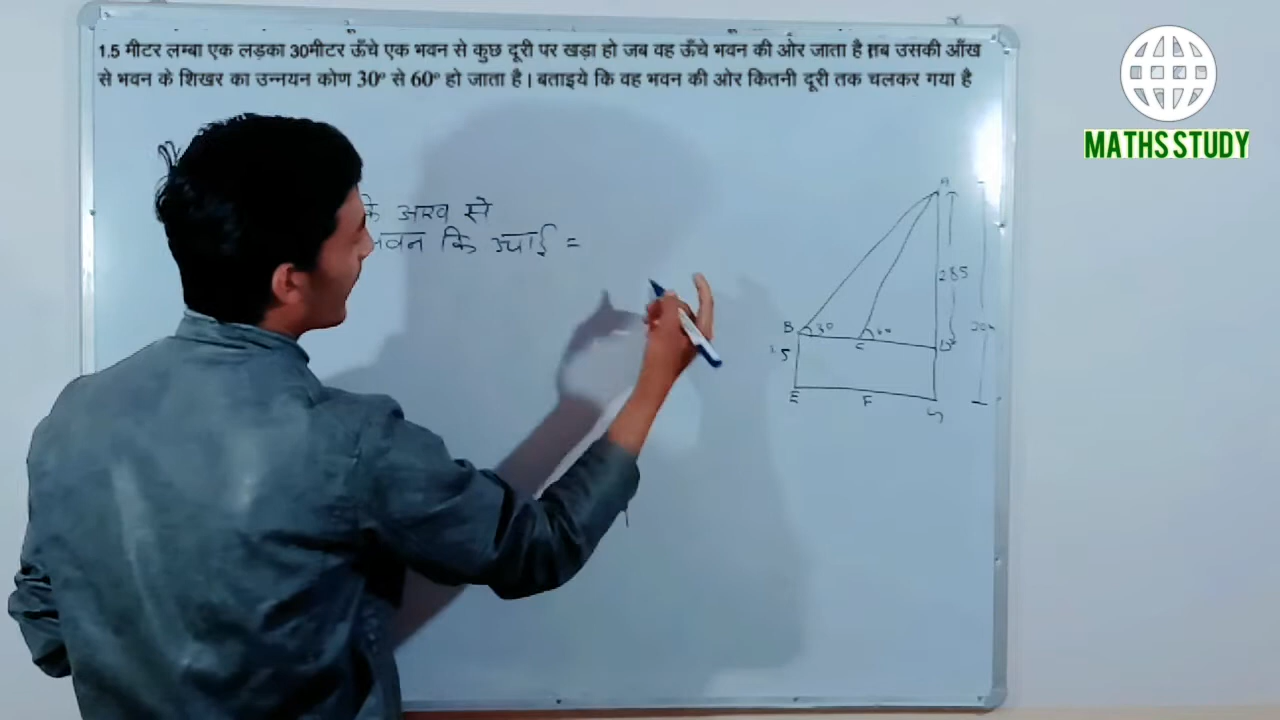 1.5 मीटर लम्बा एक लड़का 30मीटर ऊँचे एक भवन से कुछ दूरी पर खड़ा हो जब वह ऊँचे भवन की ओर जाता है तब उसकी आँख
से भवन के शिखर का उन्नयन कोण 30° से 60° हो जाता है। बताइये कि वह भवन की ओर कितनी दूरी तक चलकर गया है
MATHS STUDY
के आख से
भवन कि उचाई =
A
28.5
B 30 C 60 D
E F G